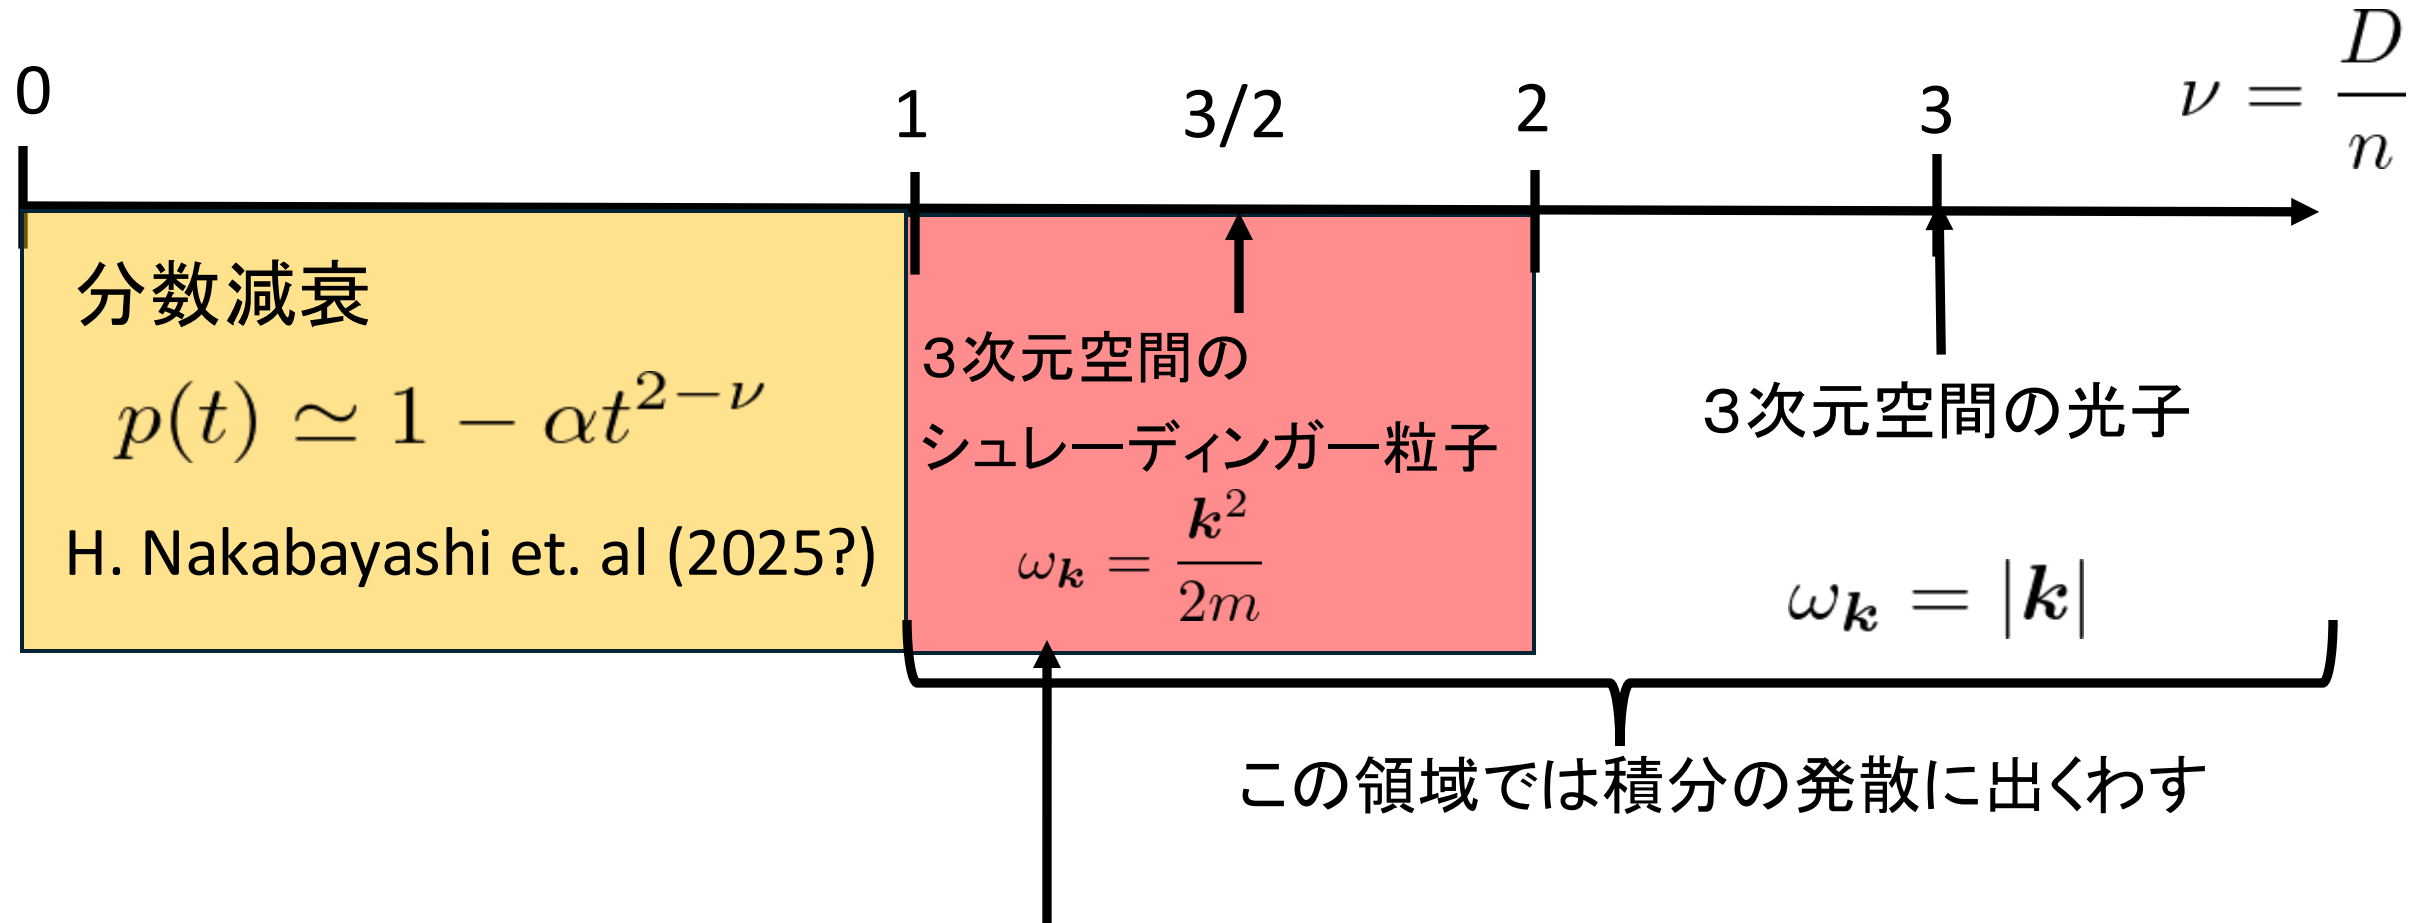 0
1
3/2
2
3
ν = D/n
分数減衰
p(t) ≃ 1 − αt^{2−ν}
H. Nakabayashi et. al (2025?)
３次元空間の
シュレーディンガー粒子
ω_k = k^2/2m
３次元空間の光子
ω_k = |k|
この領域では積分の発散に出くわす